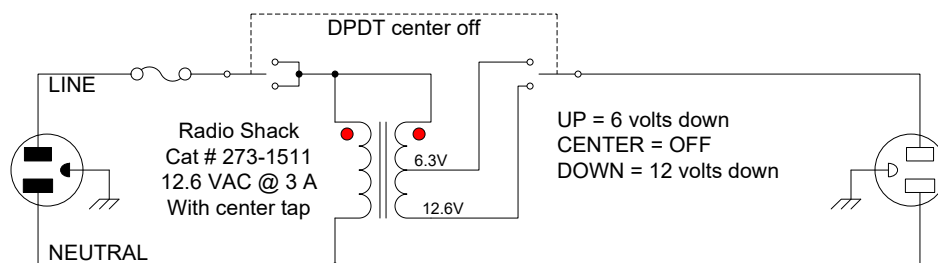 DPDT center off
LINE
Radio Shack
Cat # 273-1511
12.6 VAC @ 3 A
With center tap
6.3V
12.6V
UP = 6 volts down
CENTER = OFF
DOWN = 12 volts down
NEUTRAL